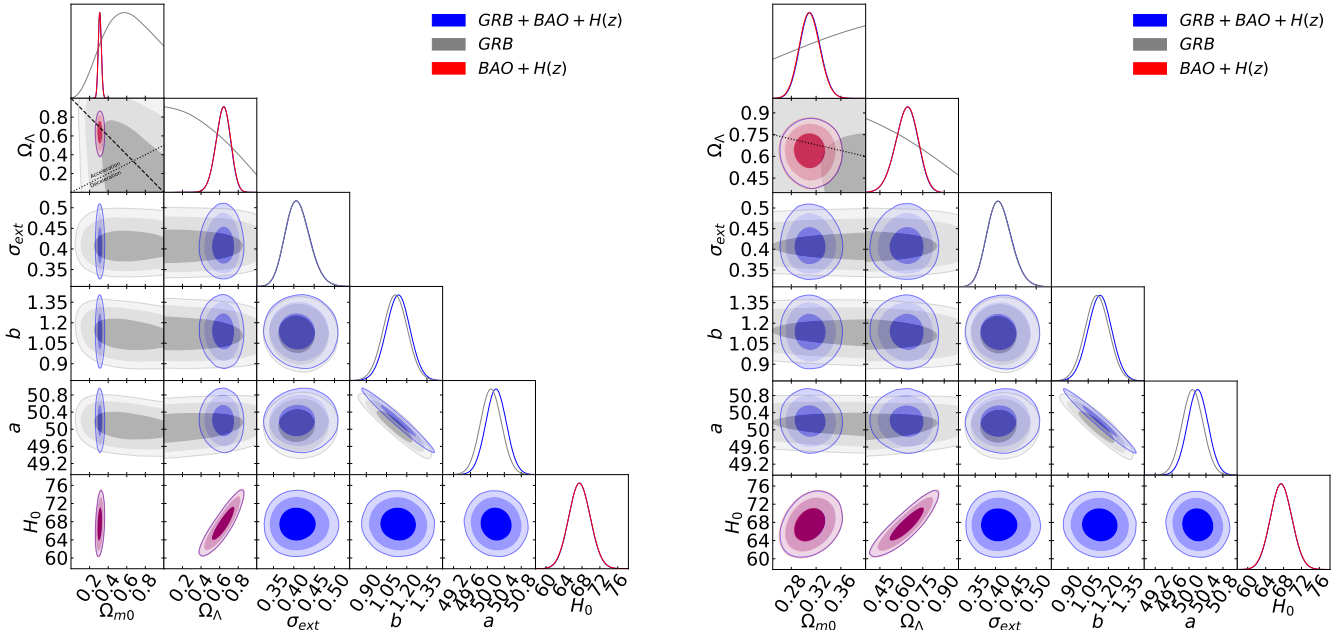 GRB + BAO + H(z)
GRB
BAO + H(z)
Ω_Λ
0.8
0.6
0.4
0.2
Acceleration
Deceleration
σ_ext
0.5
0.45
0.4
0.35
b
1.35
1.2
1.05
0.9
a
50.8
50.4
50
49.6
49.2
H_0
76
72
68
64
60
0.2 0.4 0.6 0.8
Ω_m0
0.2 0.4 0.6 0.8
Ω_Λ
0.35 0.40 0.45 0.50
σ_ext
0.90 1.05 1.20 1.35
b
49.2 49.6 50.0 50.4 50.8
a
60 64 68 72 76
H_0
GRB + BAO + H(z)
GRB
BAO + H(z)
Ω_Λ
0.9
0.75
0.6
0.45
σ_ext
0.5
0.45
0.4
0.35
b
1.35
1.2
1.05
0.9
a
50.8
50.4
50
49.6
49.2
H_0
76
72
68
64
60
0.28 0.32 0.36
Ω_m0
0.45 0.60 0.75 0.90
Ω_Λ
0.35 0.40 0.45 0.50
σ_ext
0.90 1.05 1.20 1.35
b
49.2 49.6 50.0 50.4 50.8
a
60 64 68 72 76
H_0